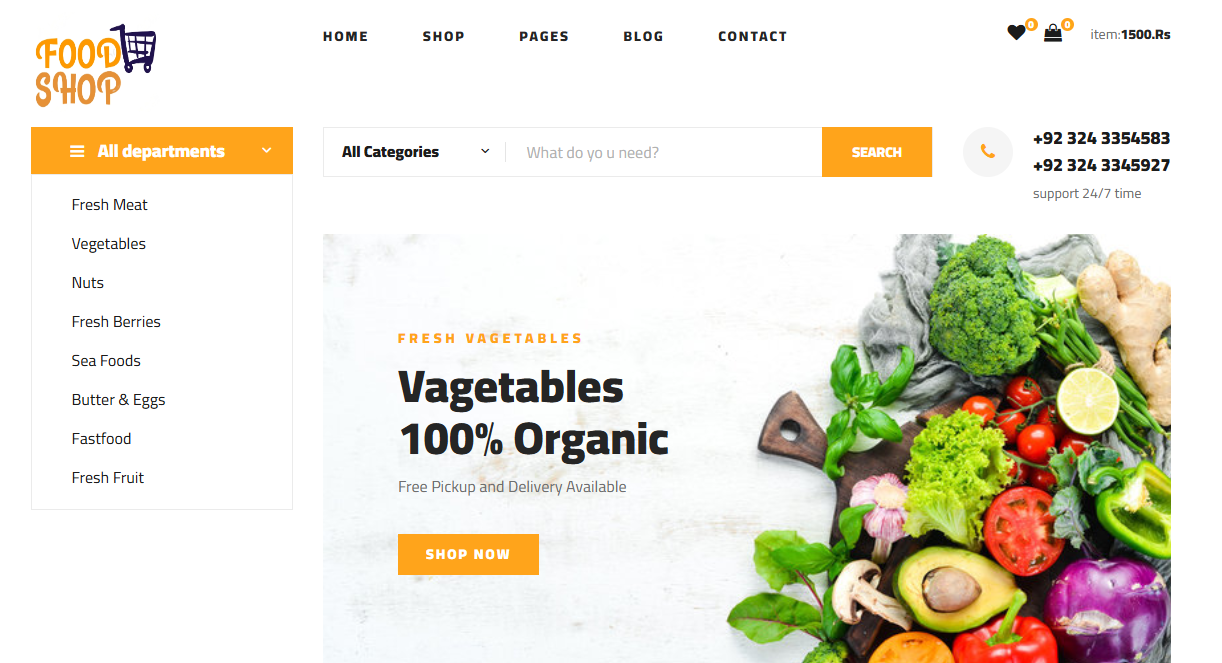 FOOD
SHOP
HOME SHOP PAGES BLOG CONTACT
0 0 item:1500.Rs
All departments
All Categories What do yo u need? SEARCH
+92 324 3354583
+92 324 3345927
support 24/7 time
Fresh Meat
Vegetables
Nuts
Fresh Berries
Sea Foods
Butter & Eggs
Fastfood
Fresh Fruit
FRESH VAGETABLES
Vagetables
100% Organic
Free Pickup and Delivery Available
SHOP NOW